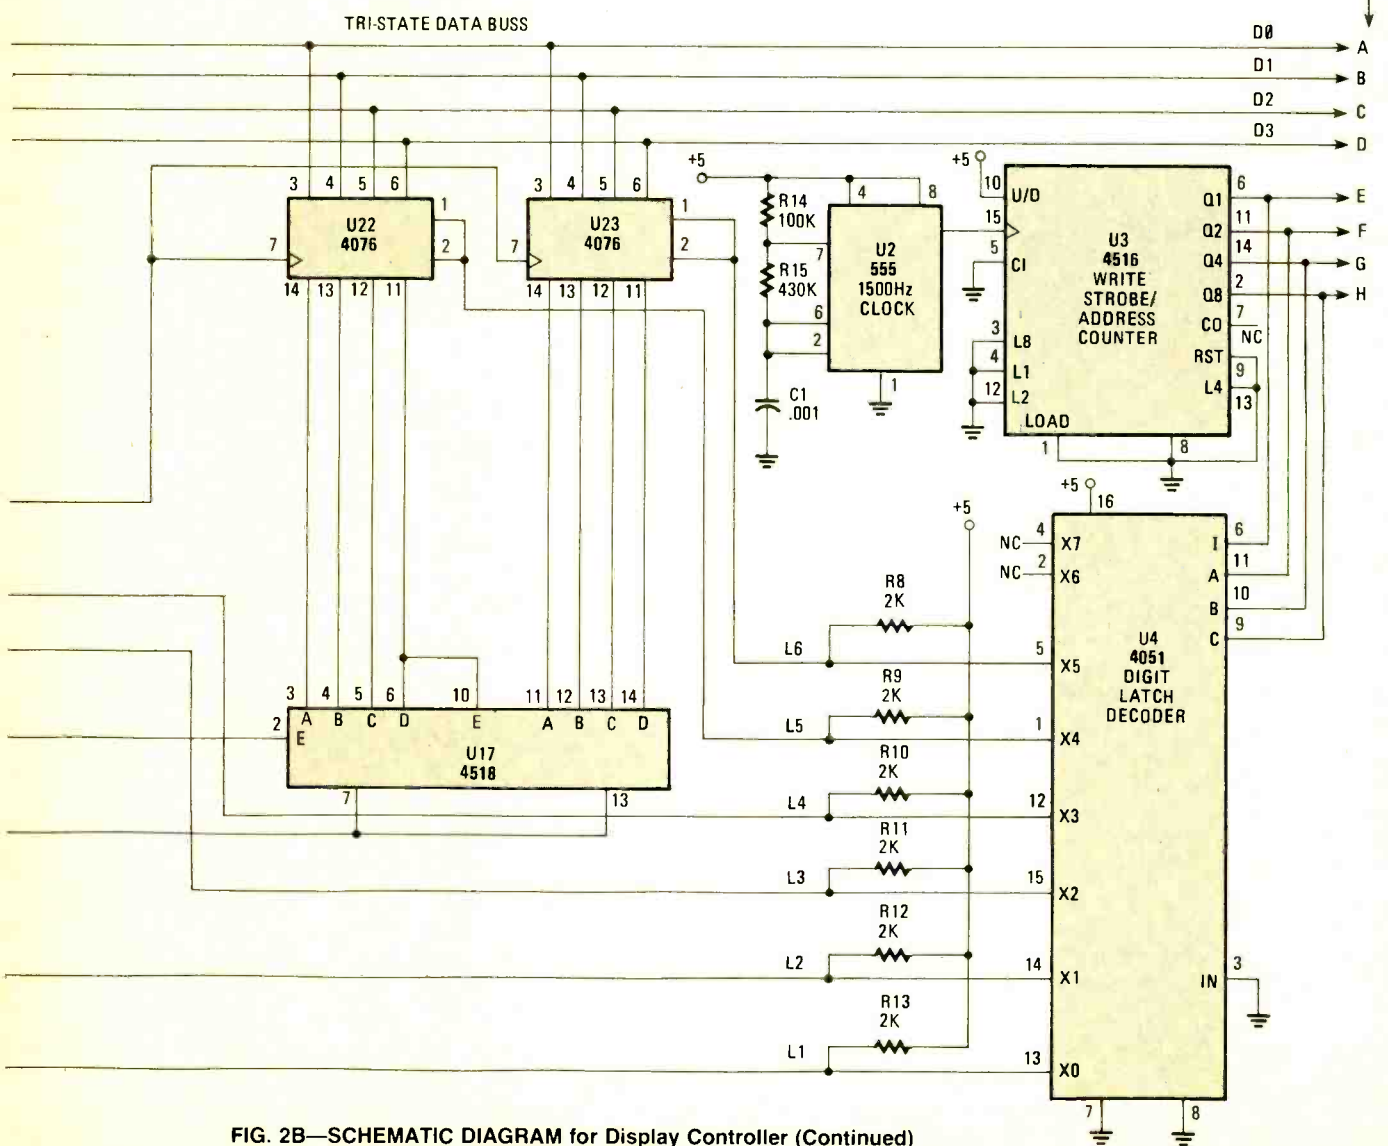 TRI-STATE DATA BUSS
DØ
A
D1
B
D2
C
D3
D
3 4 5 6
U22
4076
1
2
7
14 13 12 11
3 4 5 6
U23
4076
1
2
7
14 13 12 11
+5
R14
100K
R15
430K
C1
.001
4 8
7
6
2
1
U2
555
1500Hz
CLOCK
+5
10 U/D
15
5 CI
3 L8
4 L1
12 L2
LOAD
1
8
U3
4516
WRITE
STROBE/
ADDRESS
COUNTER
Q1 6 E
Q2 11 F
Q4 14 G
Q8 2 H
CO 7
NC
RST
9
L4
13
3 4 5 6 10 11 12 13 14
A B C D E A B C D
2 E
U17
4518
7
13
+5
R8
2K
L6
R9
2K
L5
R10
2K
L4
R11
2K
L3
R12
2K
L2
R13
2K
L1
+5
16
NC 4 X7
NC 2 X6
5 X5
1 X4
12 X3
15 X2
14 X1
13 X0
U4
4051
DIGIT
LATCH
DECODER
I 6
A 11
B 10
C 9
IN 3
7
8
FIG. 2B—SCHEMATIC DIAGRAM for Display Controller (Continued)